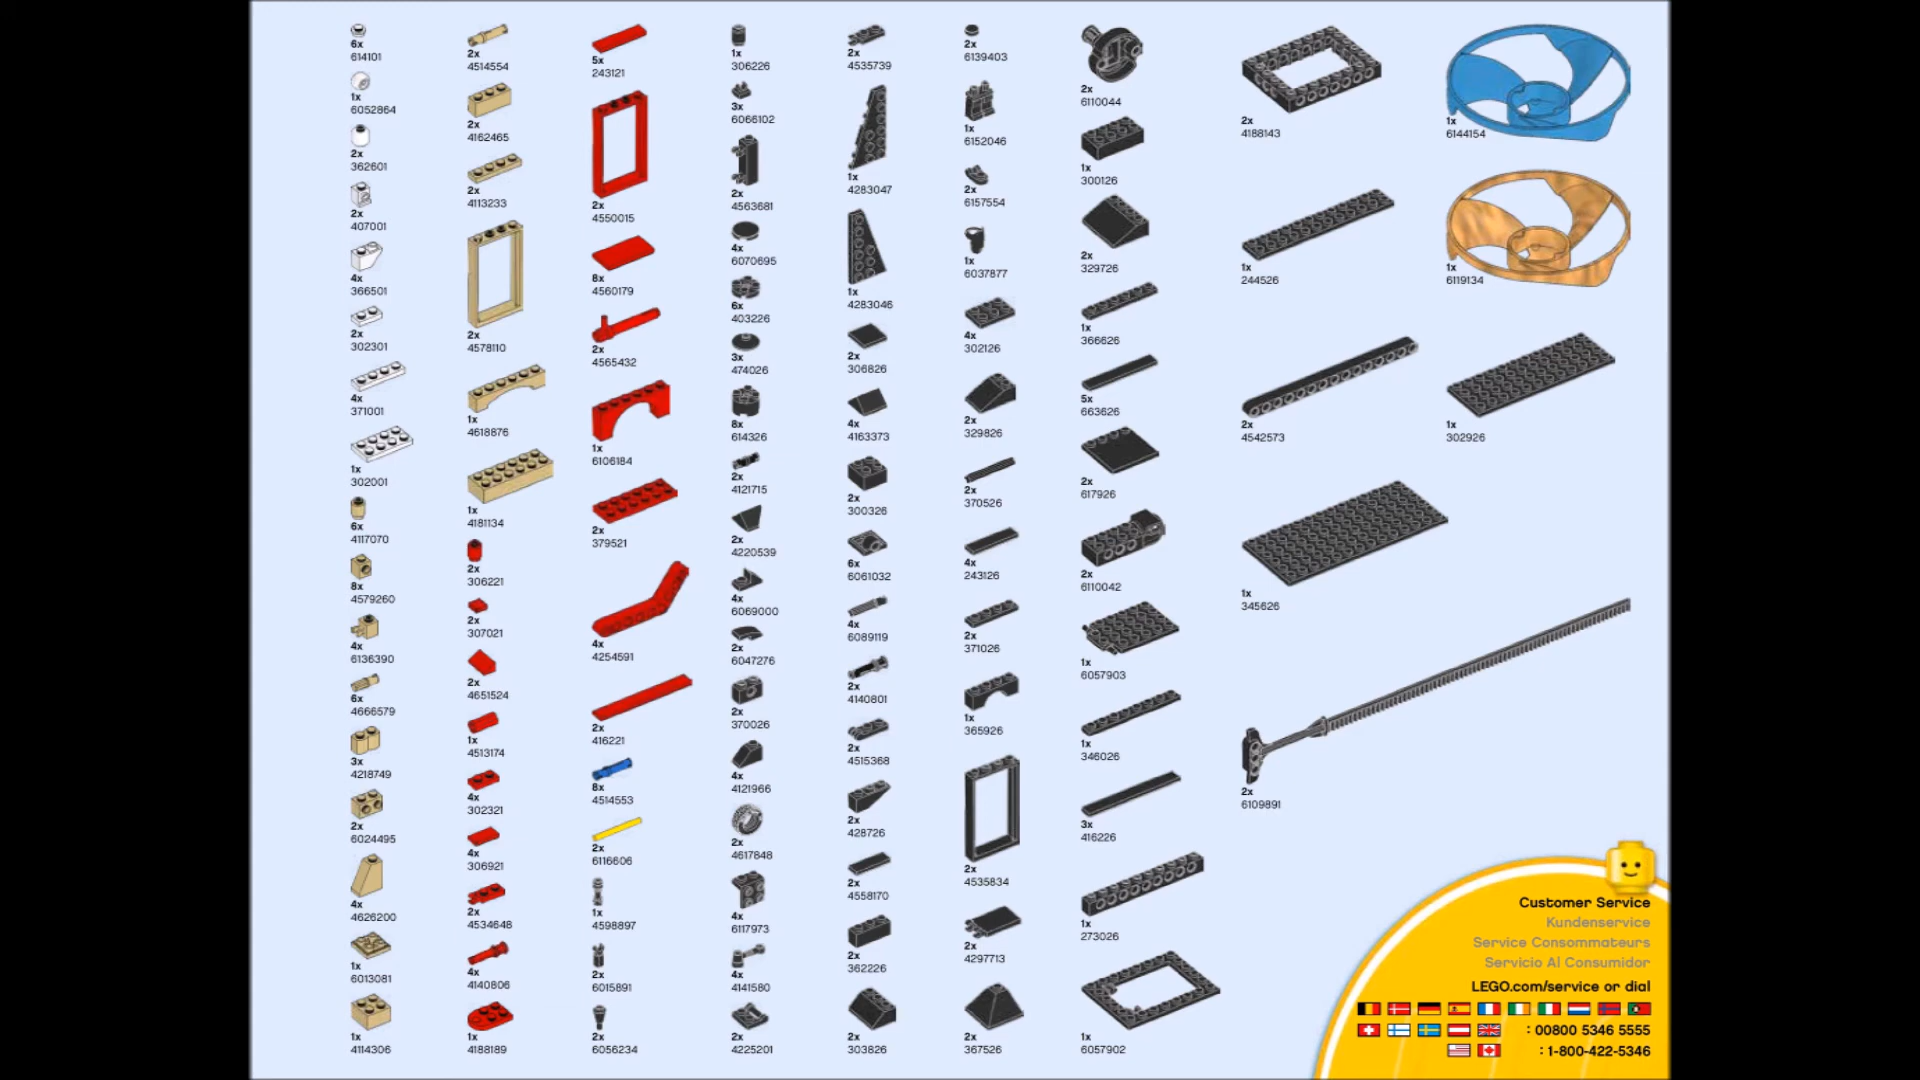 6x
614101
1x
6052864
2x
362601
2x
407001
4x
366501
2x
302301
4x
371001
1x
302001
6x
4117070
8x
4579260
4x
6136390
6x
4666579
3x
4218749
2x
6024495
4x
4626200
1x
6013081
1x
4114306
2x
4514554
2x
4162465
2x
4113233
2x
4578110
1x
4618876
1x
4181134
2x
306221
2x
307021
2x
4651524
1x
4513174
4x
302321
4x
306921
2x
4534648
4x
4140806
1x
4188189
5x
243121
2x
4550015
8x
4560179
2x
4565432
1x
6106184
2x
379521
4x
4254591
2x
416221
8x
4514553
2x
6116606
1x
4598897
2x
6015891
2x
6056234
1x
306226
3x
6066102
2x
4563681
4x
6070695
6x
403226
3x
474026
8x
614326
2x
4121715
2x
4220539
4x
6069000
2x
6047276
2x
370026
4x
4121966
2x
4617848
4x
6117973
4x
4141580
2x
4225201
2x
4535739
1x
4283047
1x
4283046
2x
306826
4x
4163373
2x
300326
6x
6061032
4x
6089119
2x
4140801
2x
4515368
2x
428726
2x
4558170
2x
362226
2x
303826
2x
6139403
1x
6152046
2x
6157554
1x
6037877
4x
302126
2x
329826
2x
370526
4x
243126
2x
371026
1x
365926
2x
4535834
2x
4297713
2x
367526
2x
6110044
1x
300126
2x
329726
1x
366626
5x
663626
2x
617926
2x
6110042
1x
6057903
1x
346026
3x
416226
1x
273026
1x
6057902
2x
4188143
1x
244526
2x
4542573
1x
345626
2x
6109891
1x
6144154
1x
6119134
1x
302926
Customer Service
Kundenservice
Service Consommateurs
Servicio Al Consumidor
LEGO.com/service or dial
: 00800 5346 5555
: 1-800-422-5346